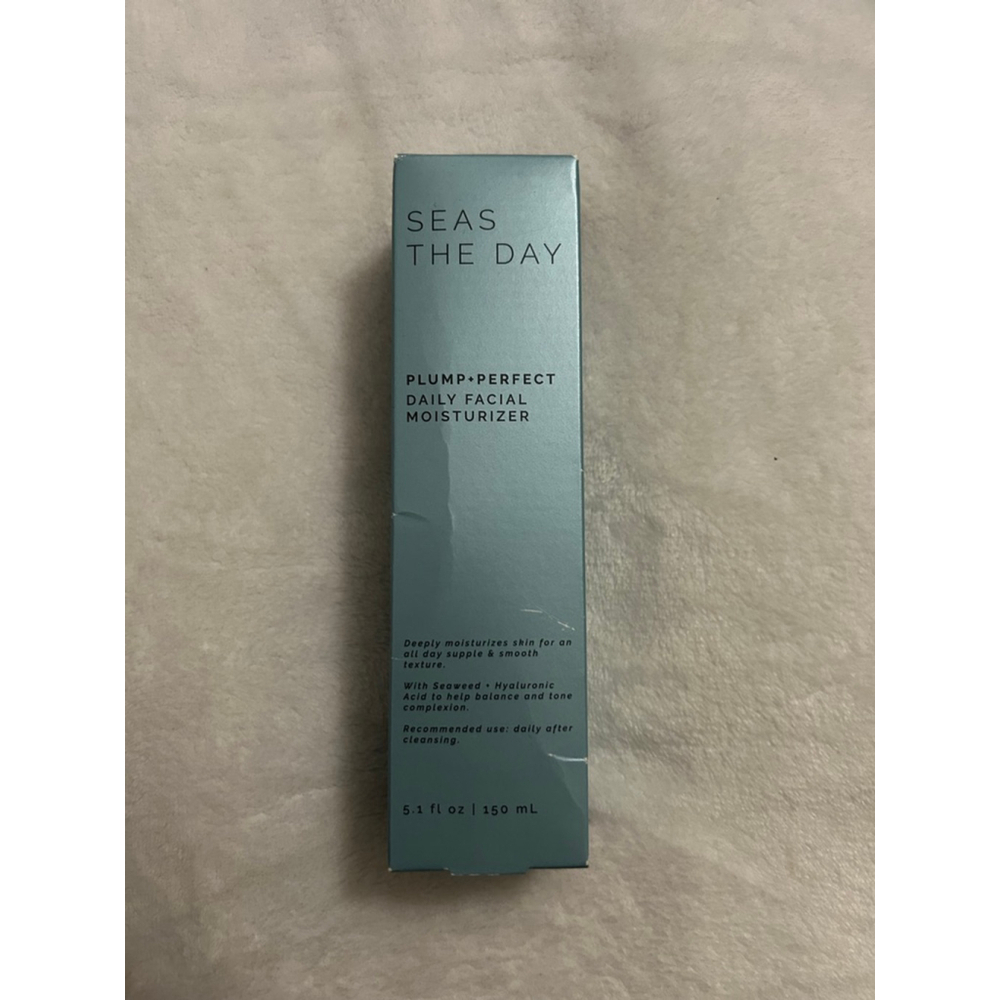 SEAS
THE DAY
PLUMP+PERFECT
DAILY FACIAL
MOISTURIZER
Deeply moisturizes skin for an
all day supple & smooth
texture.
With Seaweed + Hyaluronic
Acid to help balance and tone
complexion.
Recommended use: daily after
cleansing.
5.1 fl oz | 150 mL